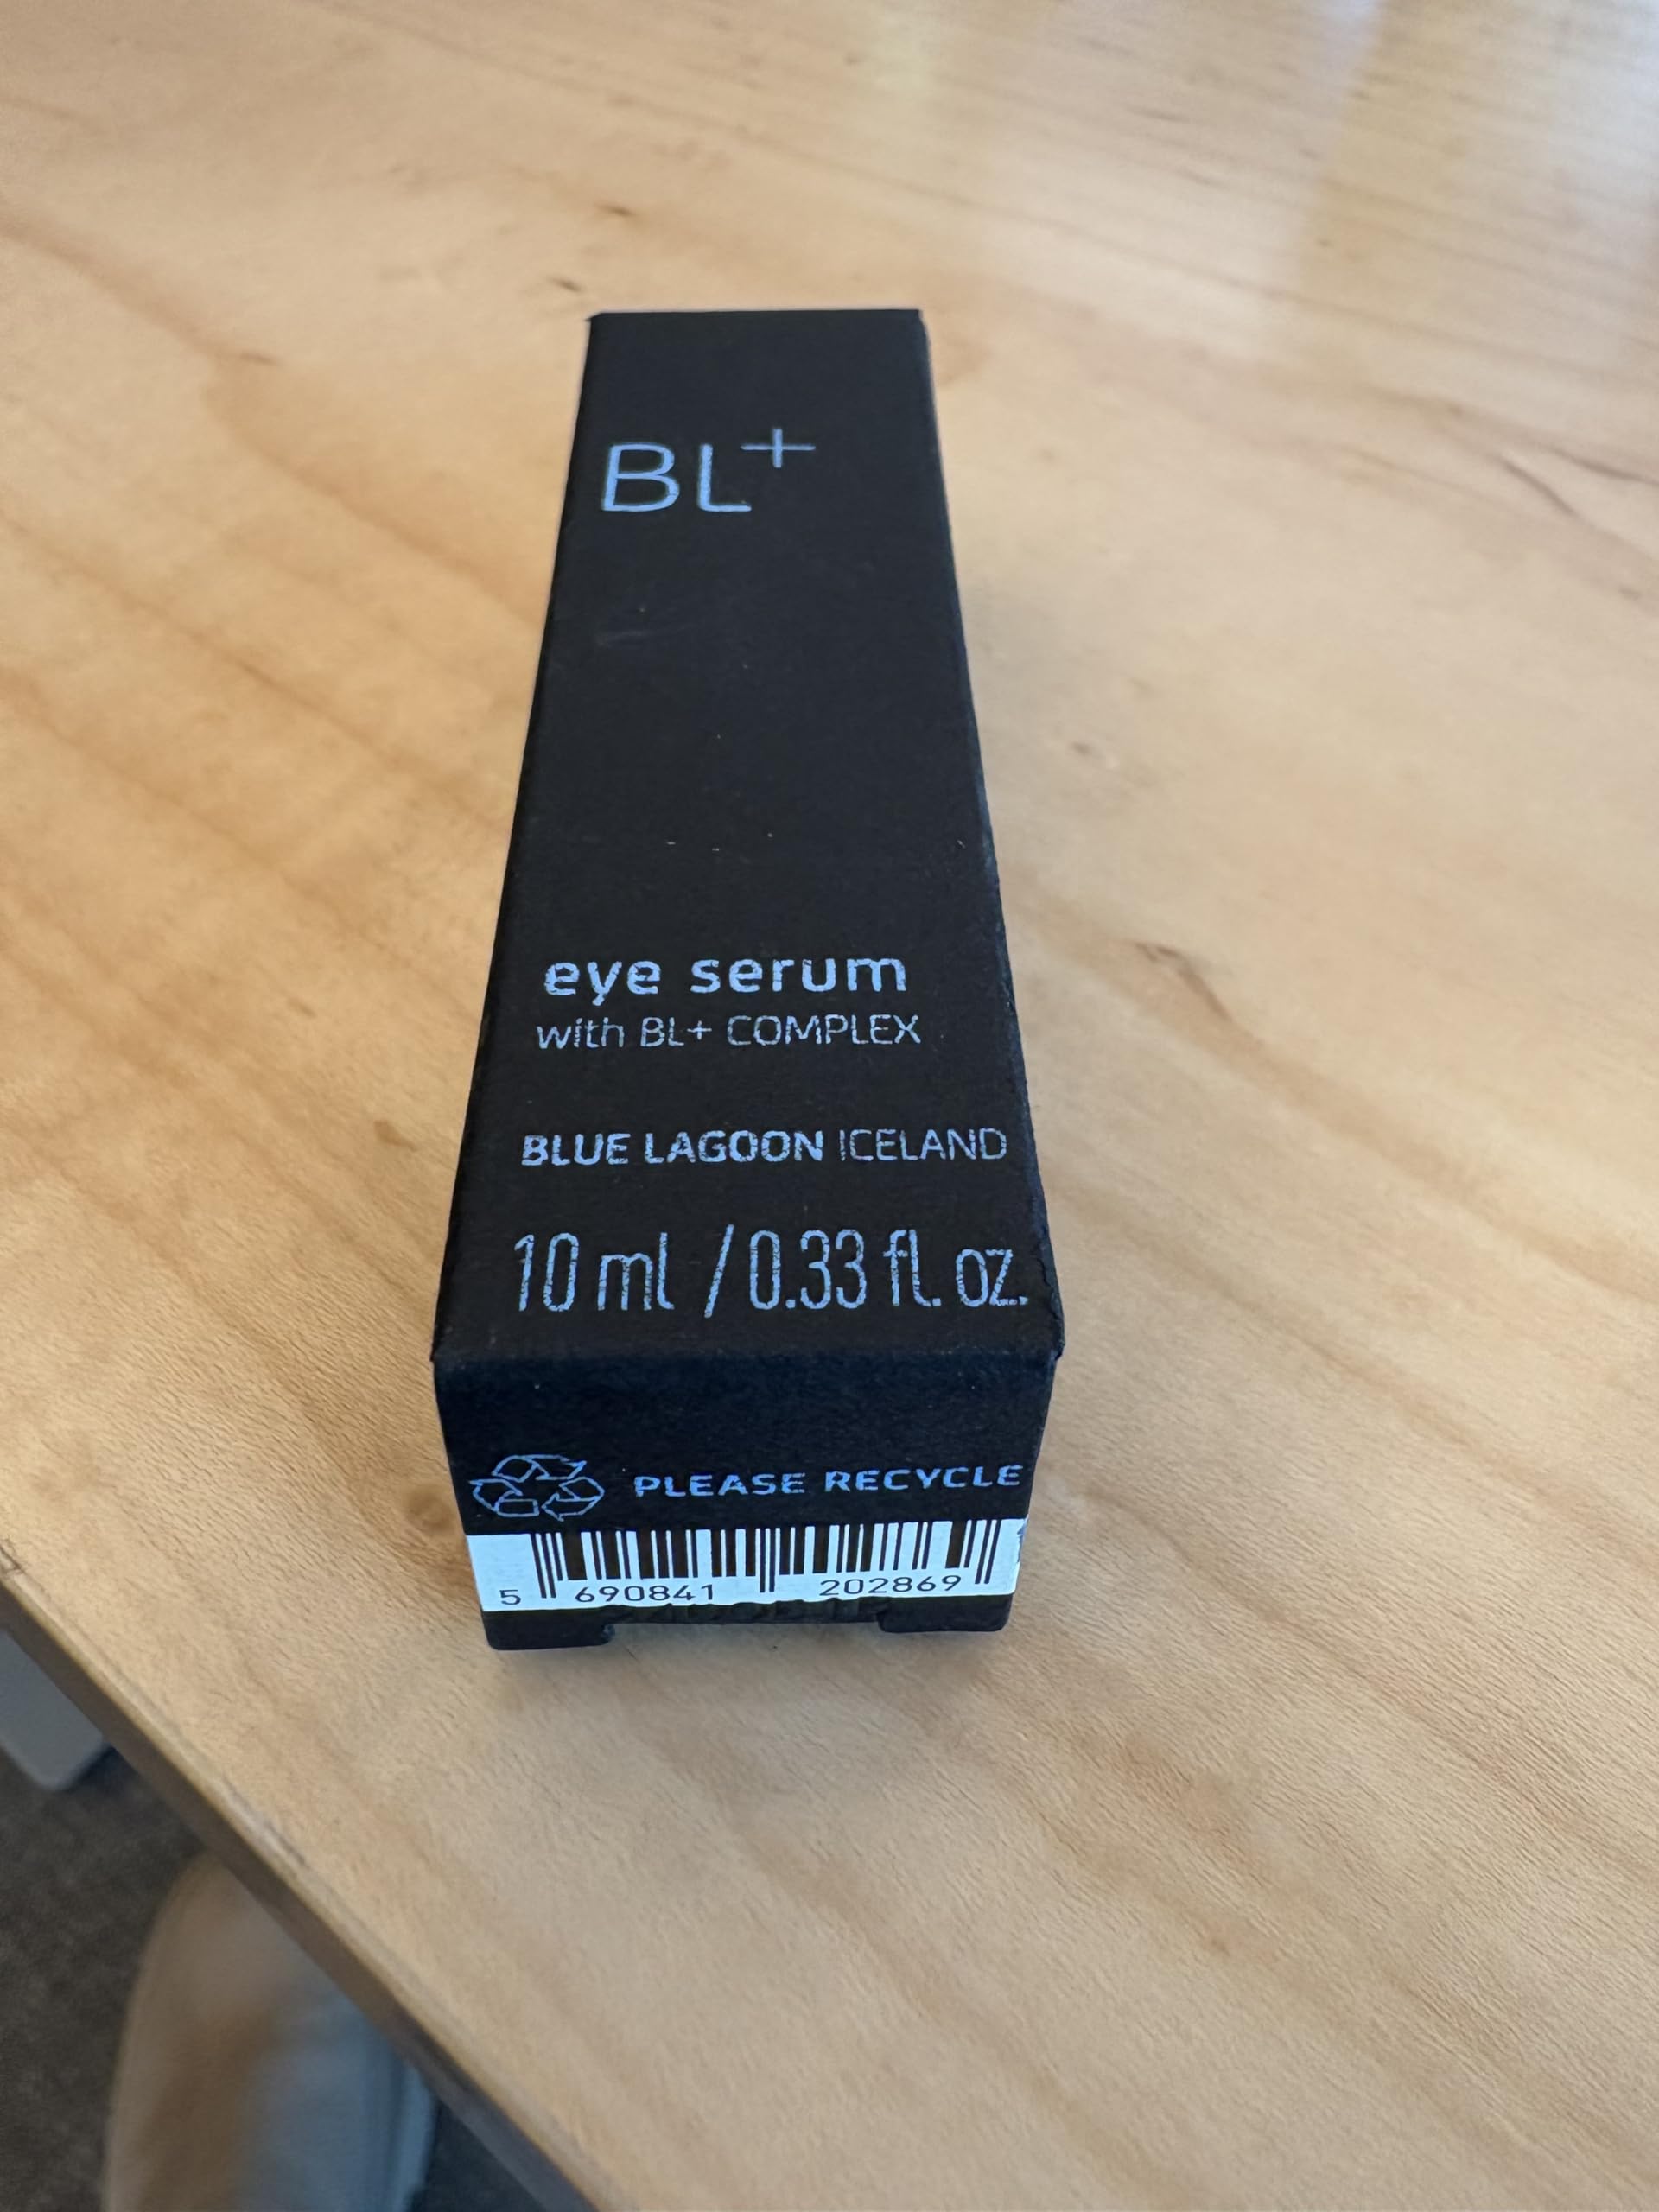 BL+
eye serum
with BL+ COMPLEX
BLUE LAGOON ICELAND
10 ml / 0.33 fl. oz.
PLEASE RECYCLE
5 690841 202869